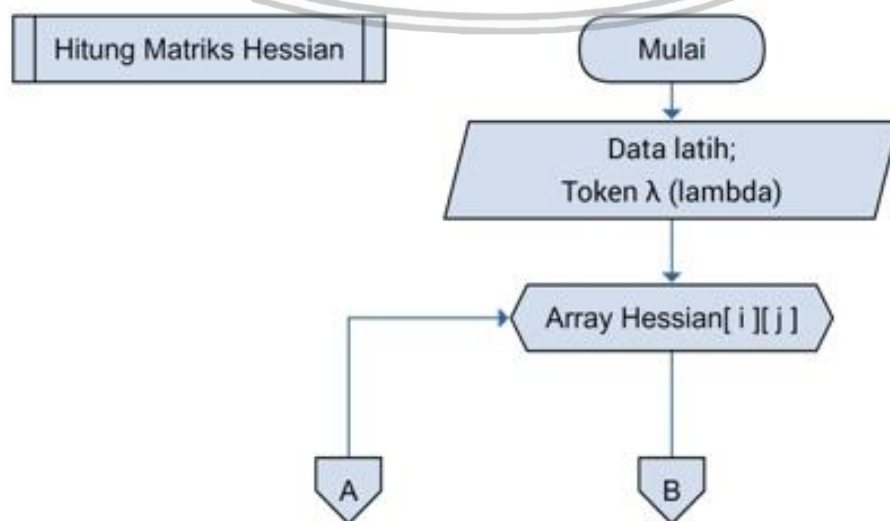 Hitung Matriks Hessian
Mulai
Data latih;
Token λ (lambda)
Array Hessian[ i ][ j ]
A
B